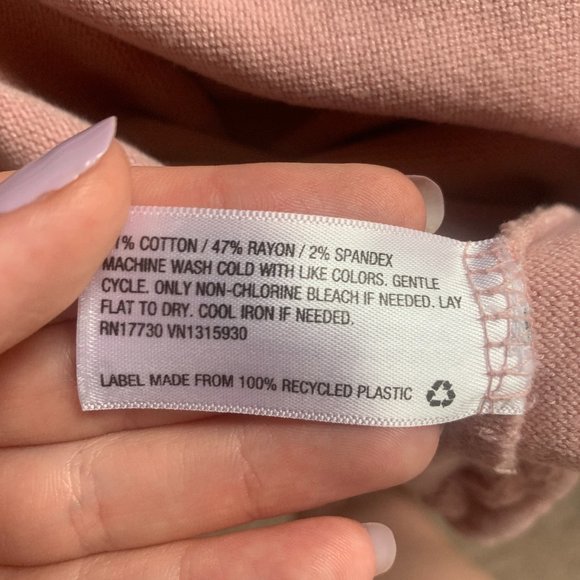 1% COTTON / 47% RAYON / 2% SPANDEX
MACHINE WASH COLD WITH LIKE COLORS. GENTLE
CYCLE. ONLY NON-CHLORINE BLEACH IF NEEDED. LAY
FLAT TO DRY. COOL IRON IF NEEDED.
RN17730 VN1315930
LABEL MADE FROM 100% RECYCLED PLASTIC